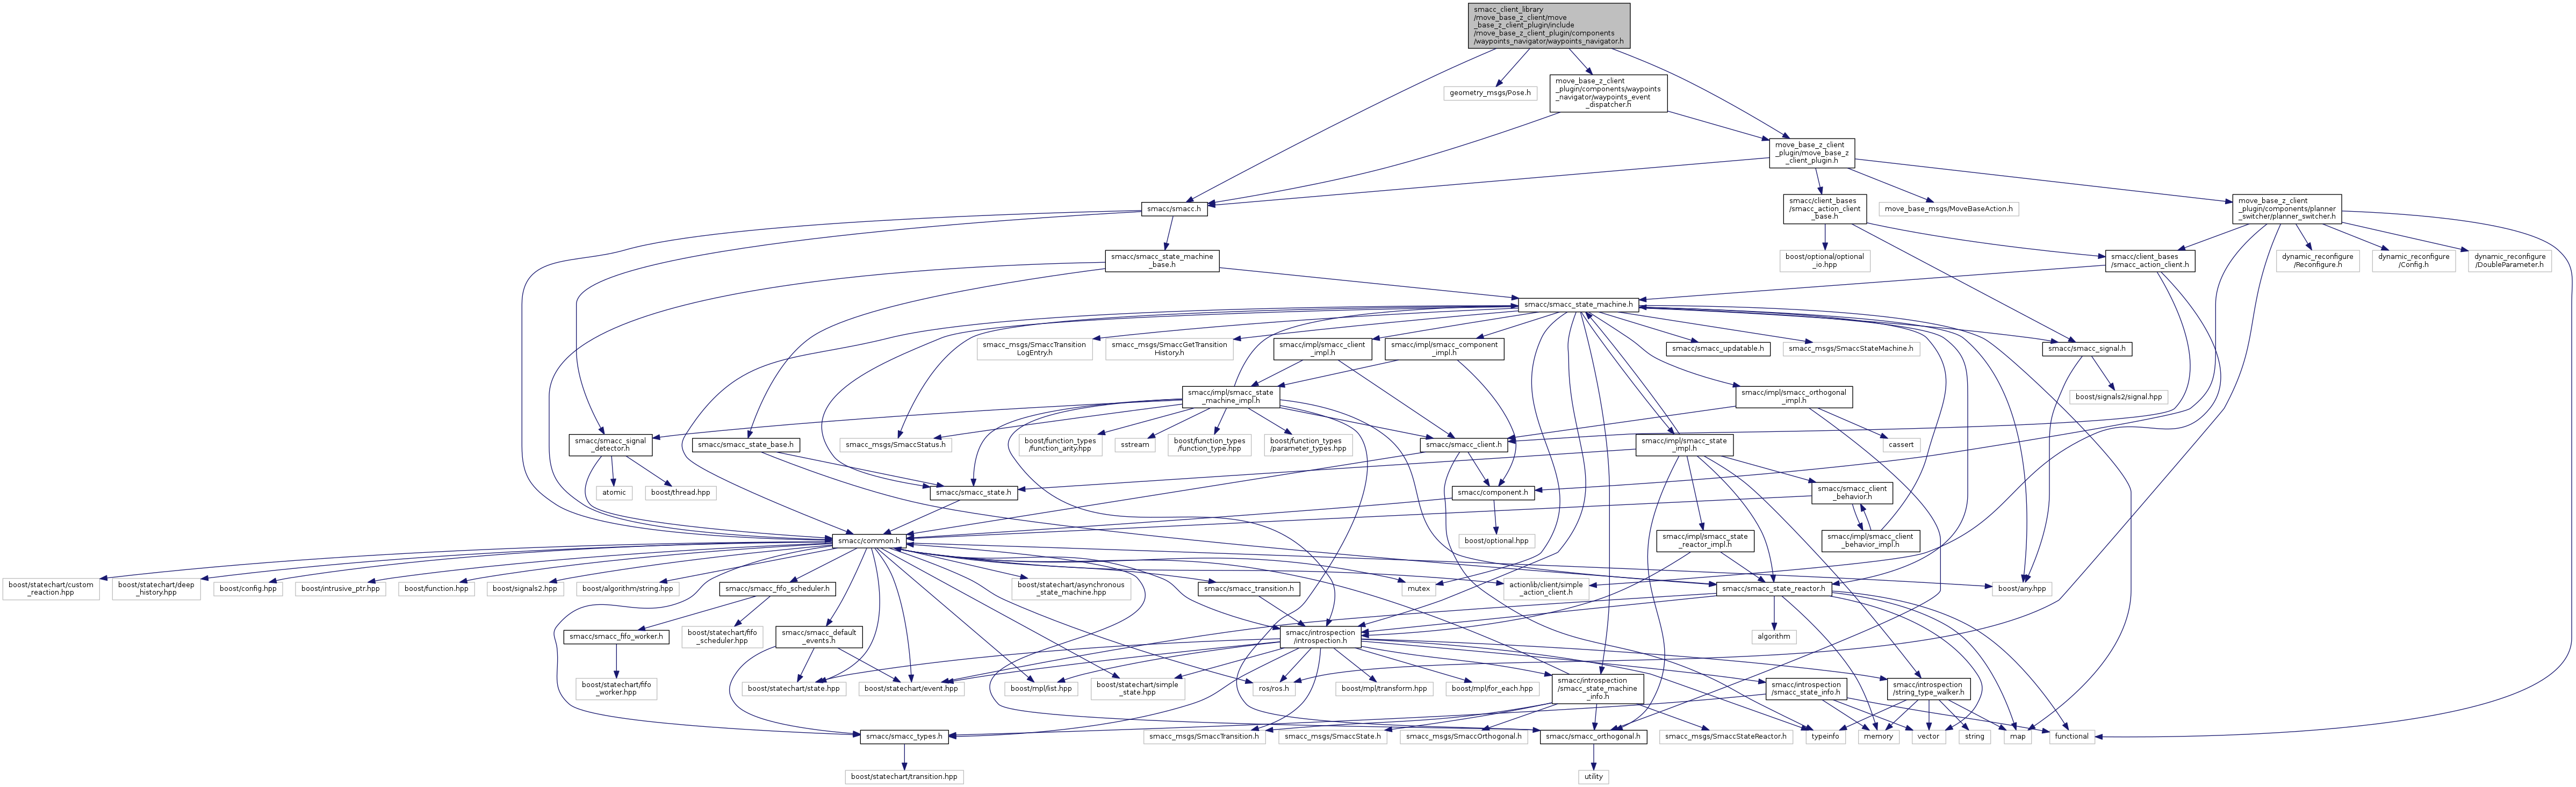 smacc_client_library
/move_base_z_client/move
_base_z_client_plugin/include
/move_base_z_client_plugin/components
/waypoints_navigator/waypoints_navigator.h
geometry_msgs/Pose.h
move_base_z_client
_plugin/components/waypoints
_navigator/waypoints_event
_dispatcher.h
move_base_z_client
_plugin/move_base_z
_client_plugin.h
smacc/smacc.h
smacc/client_bases
/smacc_action_client
_base.h
move_base_msgs/MoveBaseAction.h
move_base_z_client
_plugin/components/planner
_switcher/planner_switcher.h
smacc/smacc_state_machine
_base.h
boost/optional/optional
_io.hpp
smacc/client_bases
/smacc_action_client.h
dynamic_reconfigure
/Reconfigure.h
dynamic_reconfigure
/Config.h
dynamic_reconfigure
/DoubleParameter.h
smacc/smacc_state_machine.h
smacc_msgs/SmaccTransition
LogEntry.h
smacc_msgs/SmaccGetTransition
History.h
smacc/impl/smacc_client
_impl.h
smacc/impl/smacc_component
_impl.h
smacc/smacc_updatable.h
smacc_msgs/SmaccStateMachine.h
smacc/smacc_signal.h
smacc/impl/smacc_state
_machine_impl.h
smacc/impl/smacc_orthogonal
_impl.h
boost/signals2/signal.hpp
smacc/smacc_signal
_detector.h
smacc/smacc_state_base.h
smacc_msgs/SmaccStatus.h
boost/function_types
/function_arity.hpp
sstream
boost/function_types
/function_type.hpp
boost/function_types
/parameter_types.hpp
smacc/smacc_client.h
smacc/impl/smacc_state
_impl.h
cassert
atomic
boost/thread.hpp
smacc/smacc_state.h
smacc/component.h
smacc/smacc_client
_behavior.h
smacc/common.h
boost/optional.hpp
smacc/impl/smacc_state
_reactor_impl.h
smacc/impl/smacc_client
_behavior_impl.h
boost/statechart/custom
_reaction.hpp
boost/statechart/deep
_history.hpp
boost/config.hpp
boost/intrusive_ptr.hpp
boost/function.hpp
boost/signals2.hpp
boost/algorithm/string.hpp
smacc/smacc_fifo_scheduler.h
boost/statechart/asynchronous
_state_machine.hpp
smacc/smacc_transition.h
mutex
actionlib/client/simple
_action_client.h
smacc/smacc_state_reactor.h
boost/any.hpp
smacc/smacc_fifo_worker.h
boost/statechart/fifo
_scheduler.hpp
smacc/smacc_default
_events.h
smacc/introspection
/introspection.h
algorithm
boost/statechart/fifo
_worker.hpp
boost/statechart/state.hpp
boost/statechart/event.hpp
boost/mpl/list.hpp
boost/statechart/simple
_state.hpp
ros/ros.h
boost/mpl/transform.hpp
boost/mpl/for_each.hpp
smacc/introspection
/smacc_state_machine
_info.h
smacc/introspection
/smacc_state_info.h
smacc/introspection
/string_type_walker.h
smacc/smacc_types.h
smacc_msgs/SmaccTransition.h
smacc_msgs/SmaccState.h
smacc_msgs/SmaccOrthogonal.h
smacc/smacc_orthogonal.h
smacc_msgs/SmaccStateReactor.h
typeinfo
memory
vector
string
map
functional
boost/statechart/transition.hpp
utility